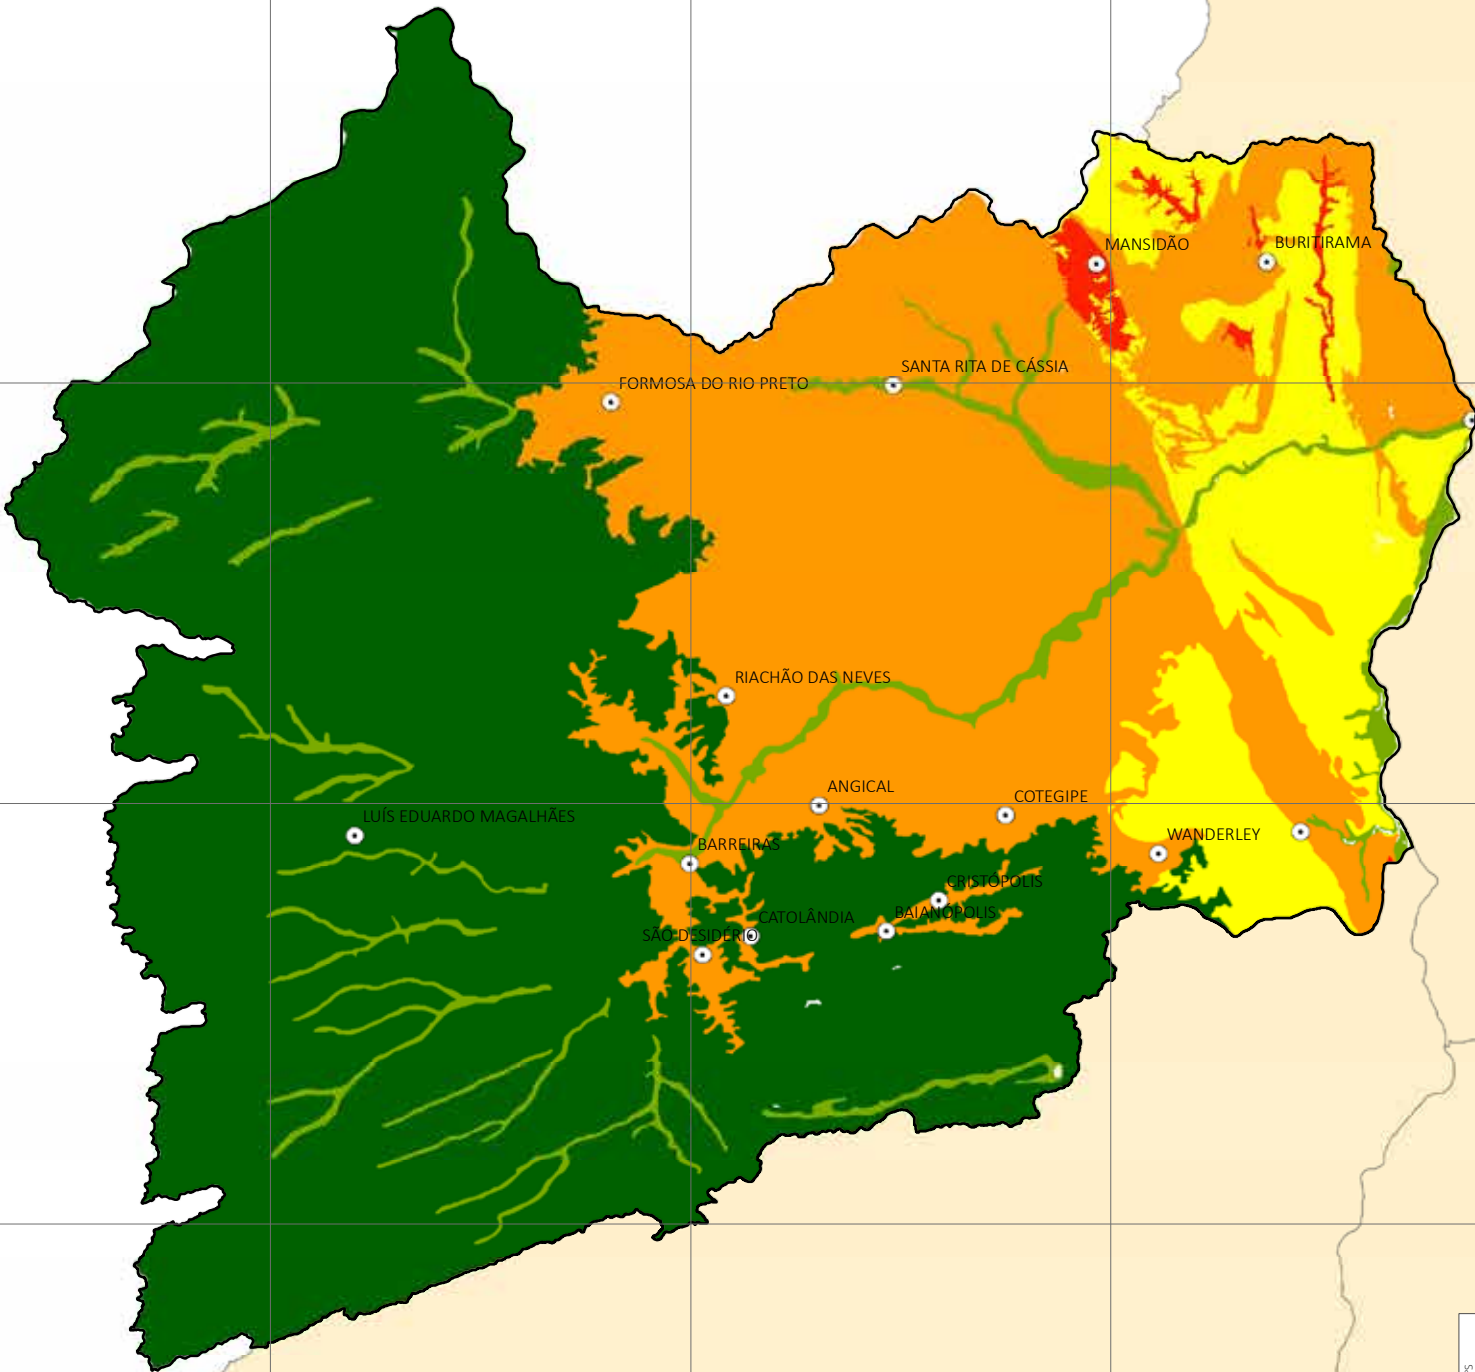 MANSIDÃO
BURITIRAMA
SANTA RITA DE CÁSSIA
FORMOSA DO RIO PRETO
RIACHÃO DAS NEVES
ANGICAL
COTEGIPE
LUÍS EDUARDO MAGALHÃES
WANDERLEY
BARREIRAS
CRISTÓPOLIS
BAIANÓPOLIS
CATOLÂNDIA
SÃO DESIDÉRIO